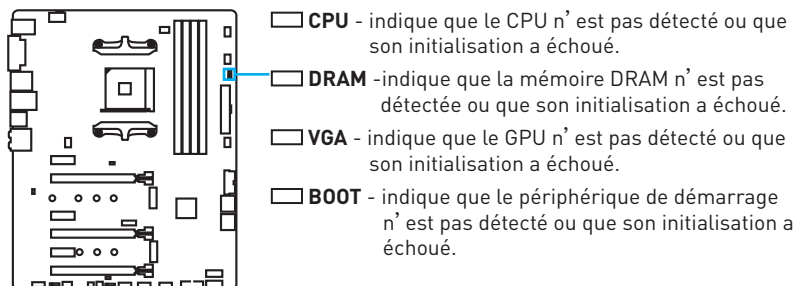 CPU - indique que le CPU n’ est pas détecté ou que
son initialisation a échoué.
DRAM -indique que la mémoire DRAM n’ est pas
détectée ou que son initialisation a échoué.
VGA - indique que le GPU n’ est pas détecté ou que
son initialisation a échoué.
BOOT - indique que le périphérique de démarrage
n’ est pas détecté ou que son initialisation a
échoué.